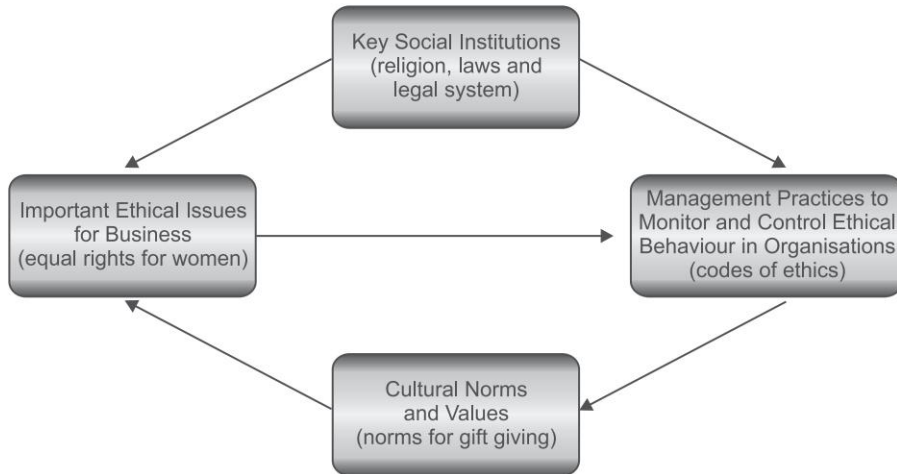 Key Social Institutions
(religion, laws and
legal system)
Important Ethical Issues
for Business
(equal rights for women)
Management Practices to
Monitor and Control Ethical
Behaviour in Organisations
(codes of ethics)
Cultural Norms
and Values
(norms for gift giving)